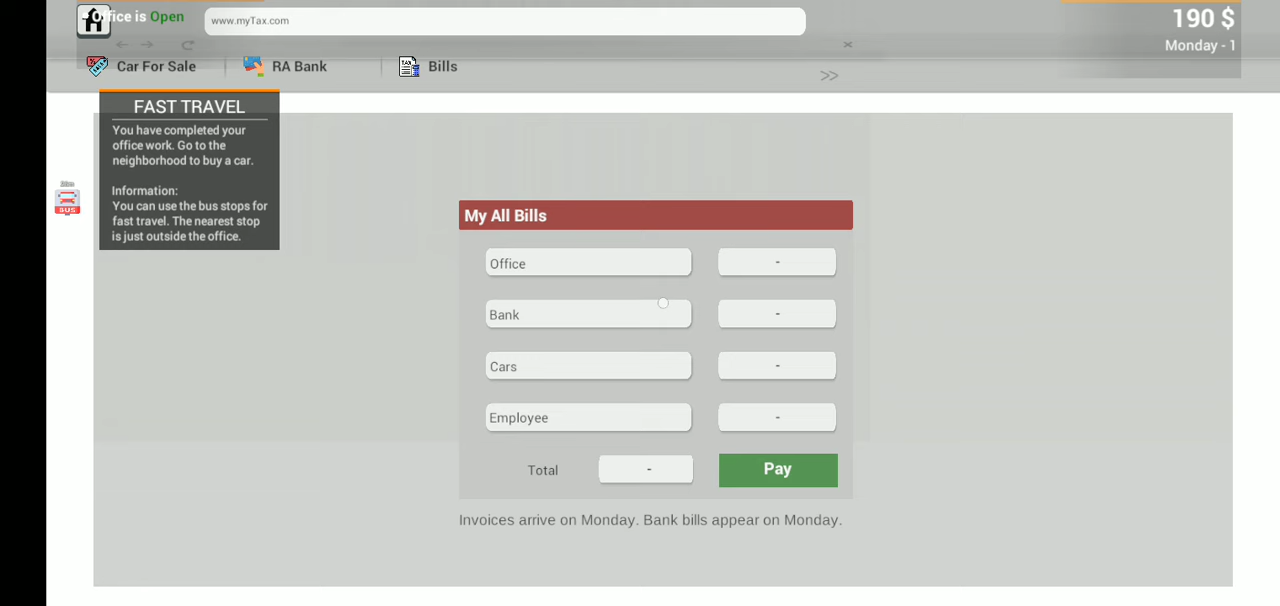 Office is Open
www.myTax.com
190 $
Monday - 1
Car For Sale
RA Bank
TAX
Bills
>>
FAST TRAVEL
You have completed your
office work. Go to the
neighborhood to buy a car.
Information:
You can use the bus stops for
fast travel. The nearest stop
is just outside the office.
BUS
My All Bills
Office -
Bank -
Cars -
Employee -
Total - Pay
Invoices arrive on Monday. Bank bills appear on Monday.